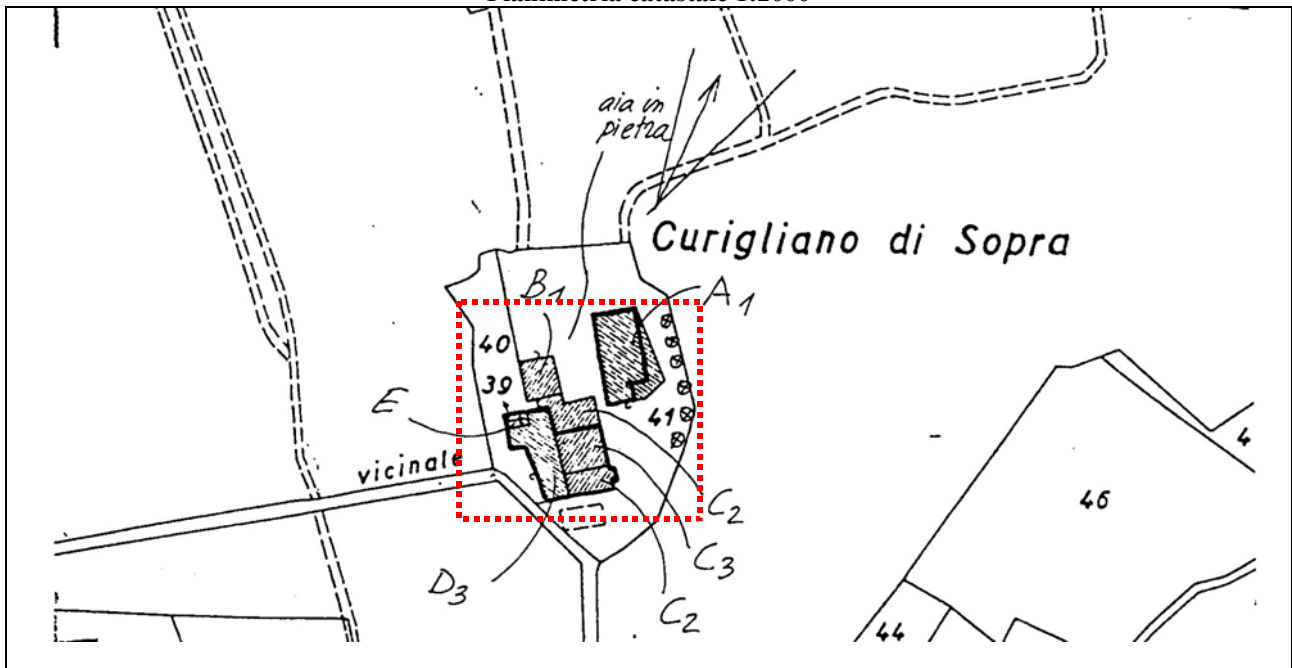 Planimetria catastale 1:2000
aia in
pietra
Curigliano di Sopra
B1
A1
40
39
E
41
vicinale
C2
C3
D3
C2
46
4
44